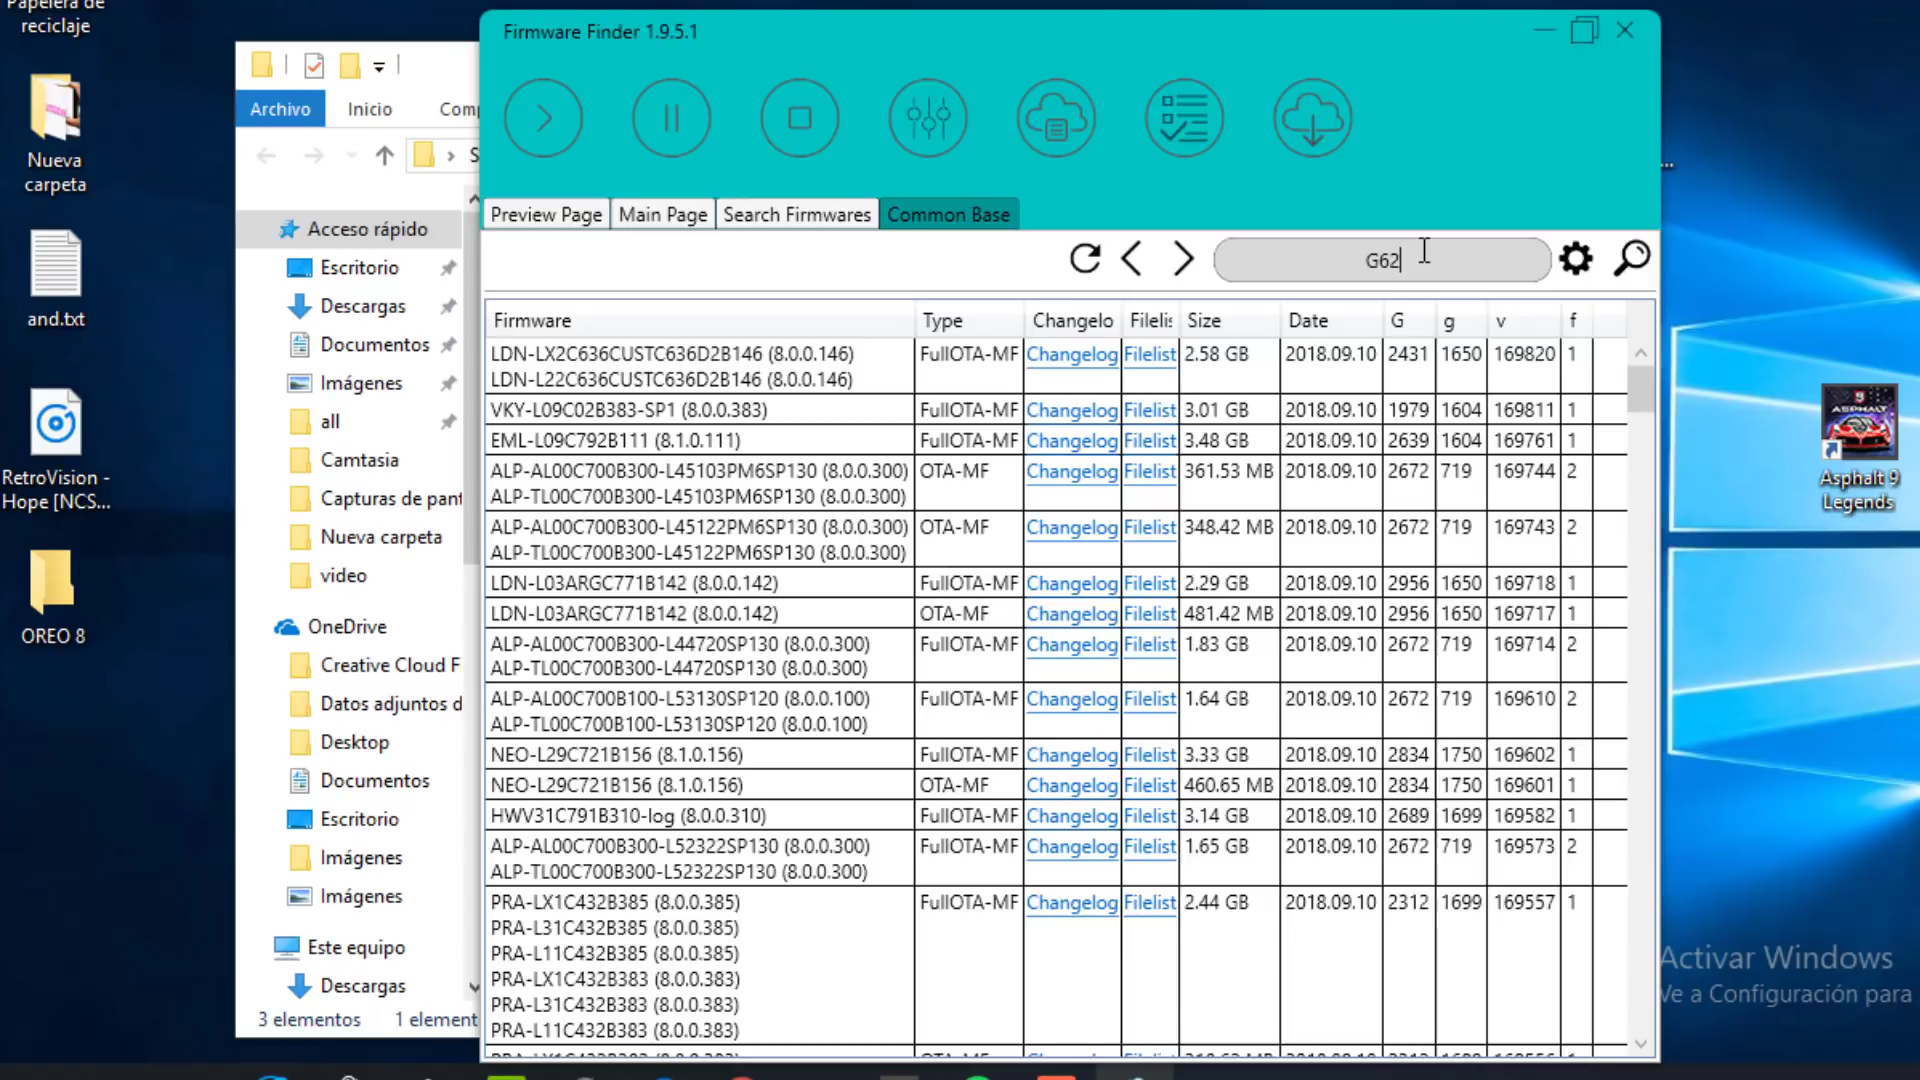 Papelera de
reciclaje
Nueva
carpeta
and.txt
RetroVision -
Hope [NCS...
OREO 8
Archivo
Inicio
Acceso rápido
Escritorio
Descargas
Documentos
Imágenes
all
Camtasia
Nueva carpeta
video
OneDrive
Creative Cloud F
Datos adjuntos d
Desktop
Documentos
Escritorio
Imágenes
Imágenes
Este equipo
Descargas
3 elementos 1 element
Firmware Finder 1.9.5.1
Preview Page Main Page Search Firmwares Common Base
G62
Firmware Type Changelo Filelis Size Date G g v f
LDN-LX2C636CUSTC636D2B146 (8.0.0.146) FullOTA-MF Changelog Filelist 2.58 GB 2018.09.10 2431 1650 169820 1
LDN-L22C636CUSTC636D2B146 (8.0.0.146)
VKY-L09C02B383-SP1 (8.0.0.383) FullOTA-MF Changelog Filelist 3.01 GB 2018.09.10 1979 1604 169811 1
EML-L09C792B111 (8.1.0.111) FullOTA-MF Changelog Filelist 3.48 GB 2018.09.10 2639 1604 169761 1
ALP-AL00C700B300-L45103PM6SP130 (8.0.0.300) OTA-MF Changelog Filelist 361.53 MB 2018.09.10 2672 719 169744 2
ALP-TL00C700B300-L45103PM6SP130 (8.0.0.300)
ALP-AL00C700B300-L45122PM6SP130 (8.0.0.300) OTA-MF Changelog Filelist 348.42 MB 2018.09.10 2672 719 169743 2
ALP-TL00C700B300-L45122PM6SP130 (8.0.0.300)
LDN-L03ARGC771B142 (8.0.0.142) FullOTA-MF Changelog Filelist 2.29 GB 2018.09.10 2956 1650 169718 1
LDN-L03ARGC771B142 (8.0.0.142) OTA-MF Changelog Filelist 481.42 MB 2018.09.10 2956 1650 169717 1
ALP-AL00C700B300-L44720SP130 (8.0.0.300) FullOTA-MF Changelog Filelist 1.83 GB 2018.09.10 2672 719 169714 2
ALP-TL00C700B300-L44720SP130 (8.0.0.300)
ALP-AL00C700B100-L53130SP120 (8.0.0.100) FullOTA-MF Changelog Filelist 1.64 GB 2018.09.10 2672 719 169610 2
ALP-TL00C700B100-L53130SP120 (8.0.0.100)
NEO-L29C721B156 (8.1.0.156) FullOTA-MF Changelog Filelist 3.33 GB 2018.09.10 2834 1750 169602 1
NEO-L29C721B156 (8.1.0.156) OTA-MF Changelog Filelist 460.65 MB 2018.09.10 2834 1750 169601 1
HWV31C791B310-log (8.0.0.310) FullOTA-MF Changelog Filelist 3.14 GB 2018.09.10 2689 1699 169582 1
ALP-AL00C700B300-L52322SP130 (8.0.0.300) FullOTA-MF Changelog Filelist 1.65 GB 2018.09.10 2672 719 169573 2
ALP-TL00C700B300-L52322SP130 (8.0.0.300)
PRA-LX1C432B385 (8.0.0.385) FullOTA-MF Changelog Filelist 2.44 GB 2018.09.10 2312 1699 169557 1
PRA-L31C432B385 (8.0.0.385)
PRA-L11C432B385 (8.0.0.385)
PRA-LX1C432B383 (8.0.0.383)
PRA-L31C432B383 (8.0.0.383)
PRA-L11C432B383 (8.0.0.383)
Asphalt 9
Legends
Activar Windows
Ve a Configuración para